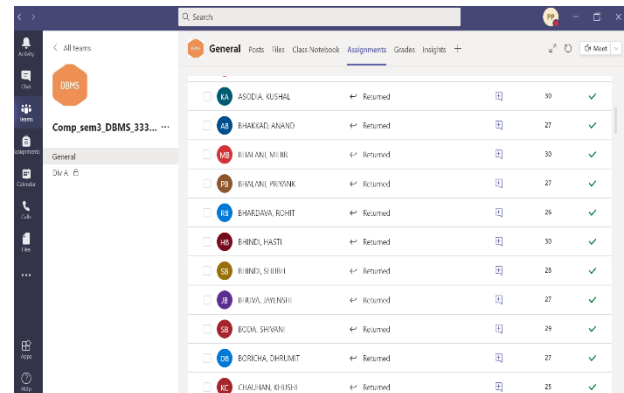 Search
PP
Activity
Chat
Teams
Assignments
Calendar
Calls
Files
Apps
Help
All teams
DBMS
Comp_sem3_DBMS_333...
General
Div A
General Posts Files Class Notebook Assignments Grades Insights +
Meet
KA ASODIA, KUSHAL Returned 30
AB BHAKKAD, ANAND Returned 27
MB BHALANI, MIHIR Returned 30
PB BHALANI, PRIYANK Returned 27
RB BHARDAVA, ROHIT Returned 26
HB BHINDI, HASTI Returned 30
SB BHINDI, SHUBH Returned 28
JB BHUVA, JAYENSHI Returned 27
SB BODA, SHIVANI Returned 29
DB BORICHA, DHRUMIT Returned 27
KC CHAUHAN, KHUSHI Returned 25